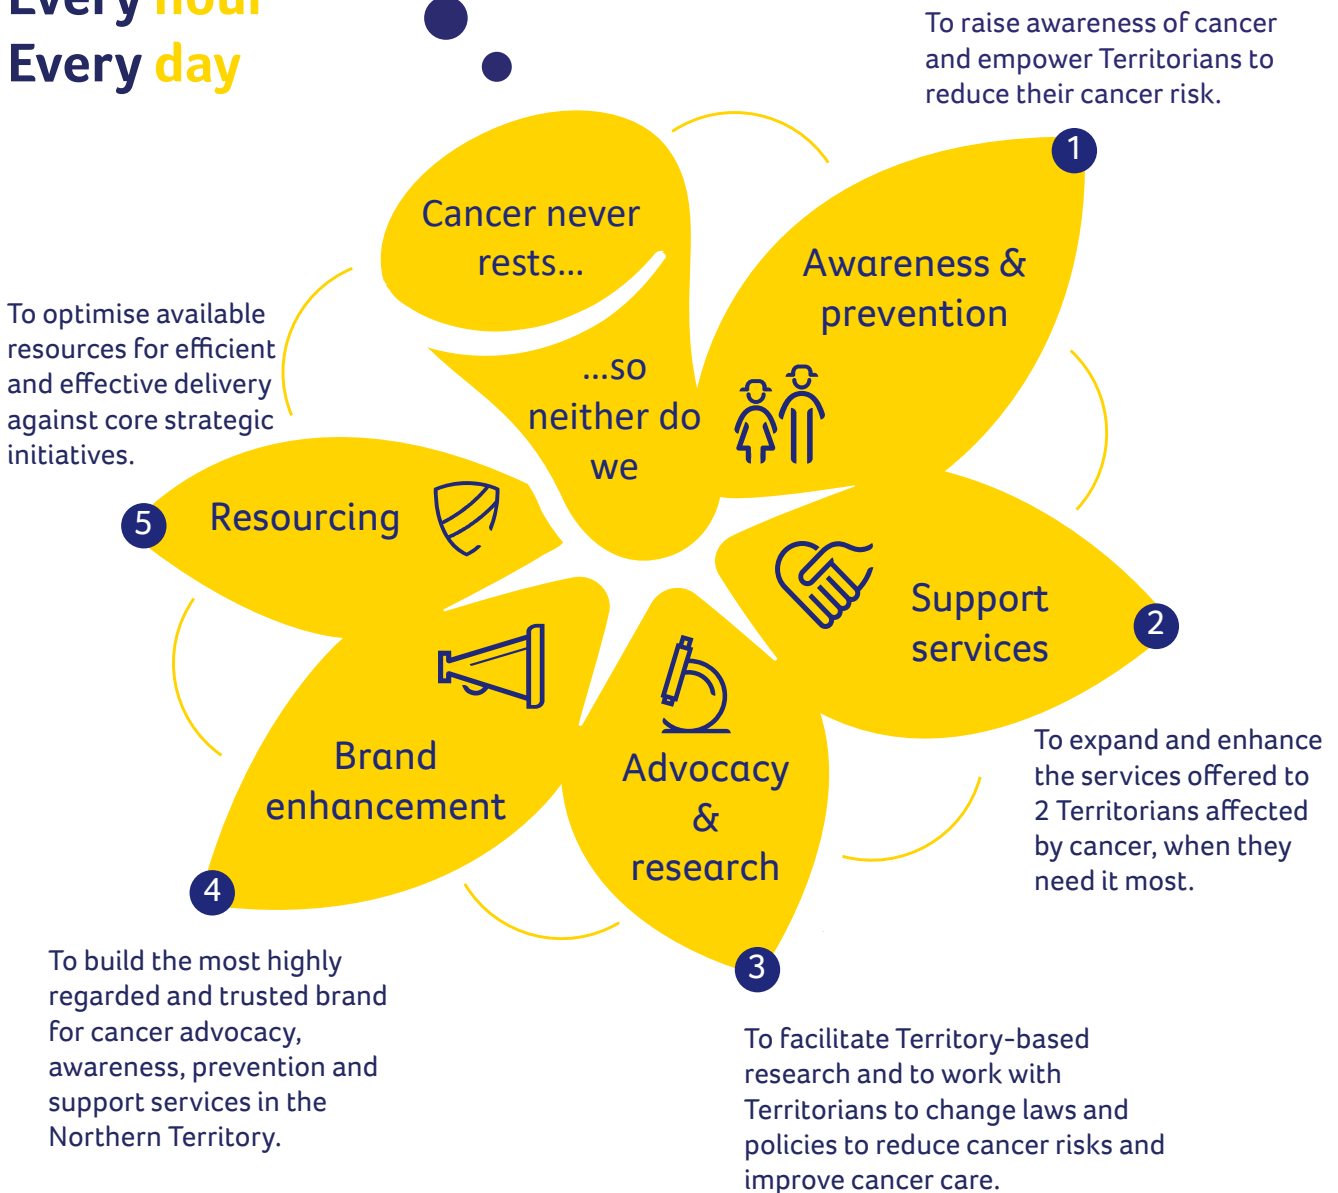 Every hour
Every day
To raise awareness of cancer
and empower Territorians to
reduce their cancer risk.
1
Cancer never
rests...
...so
neither do
we
Awareness &
prevention
To optimise available
resources for efficient
and effective delivery
against core strategic
initiatives.
5
Resourcing
Support
services
2
To expand and enhance
the services offered to
2 Territorians affected
by cancer, when they
need it most.
Brand
enhancement
Advocacy
&
research
4
3
To build the most highly
regarded and trusted brand
for cancer advocacy,
awareness, prevention and
support services in the
Northern Territory.
To facilitate Territory-based
research and to work with
Territorians to change laws and
policies to reduce cancer risks and
improve cancer care.